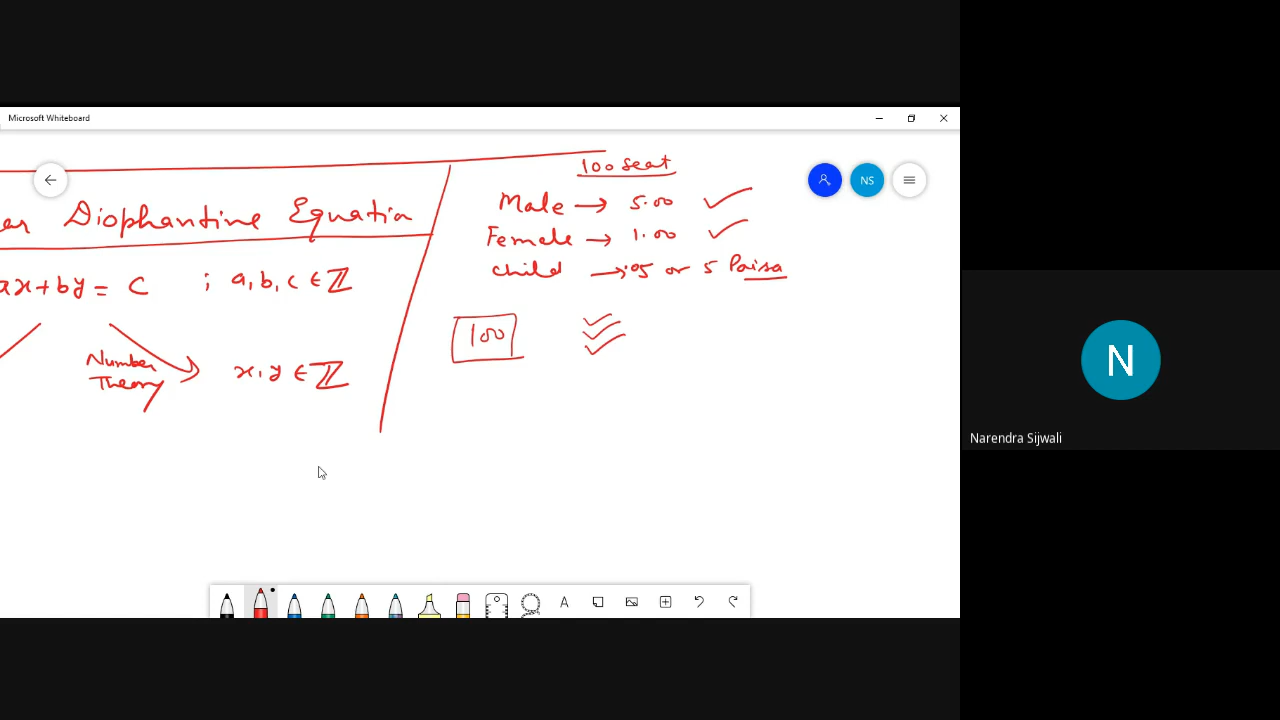 Microsoft Whiteboard
Diophantine Equation
ax + by = c ; a, b, c ∈ ℤ
Number
Theory
x, y ∈ ℤ
100 seat
Male → 5.00
Female → 1.00
child → .05 or 5 Paisa
100
NS
A
N
Narendra Sijwali